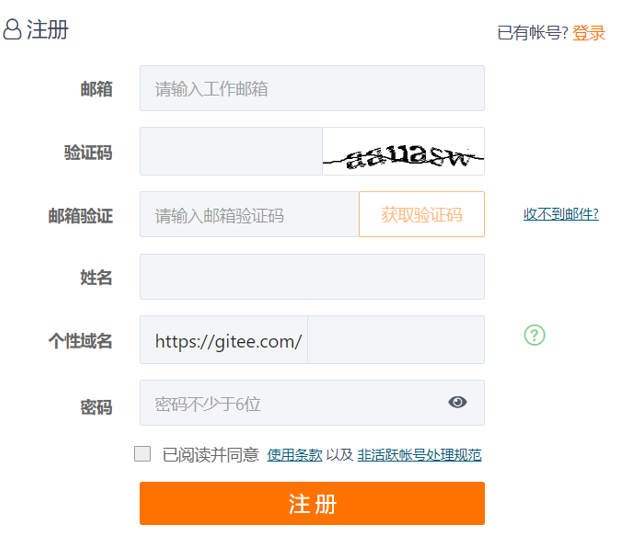 注册
已有帐号? 登录
邮箱 请输入工作邮箱
验证码
邮箱验证 请输入邮箱验证码 获取验证码 收不到邮件?
姓名
个性域名 https://gitee.com/ ?
密码 密码不少于6位
已阅读并同意 使用条款 以及 非活跃帐号处理规范
注 册